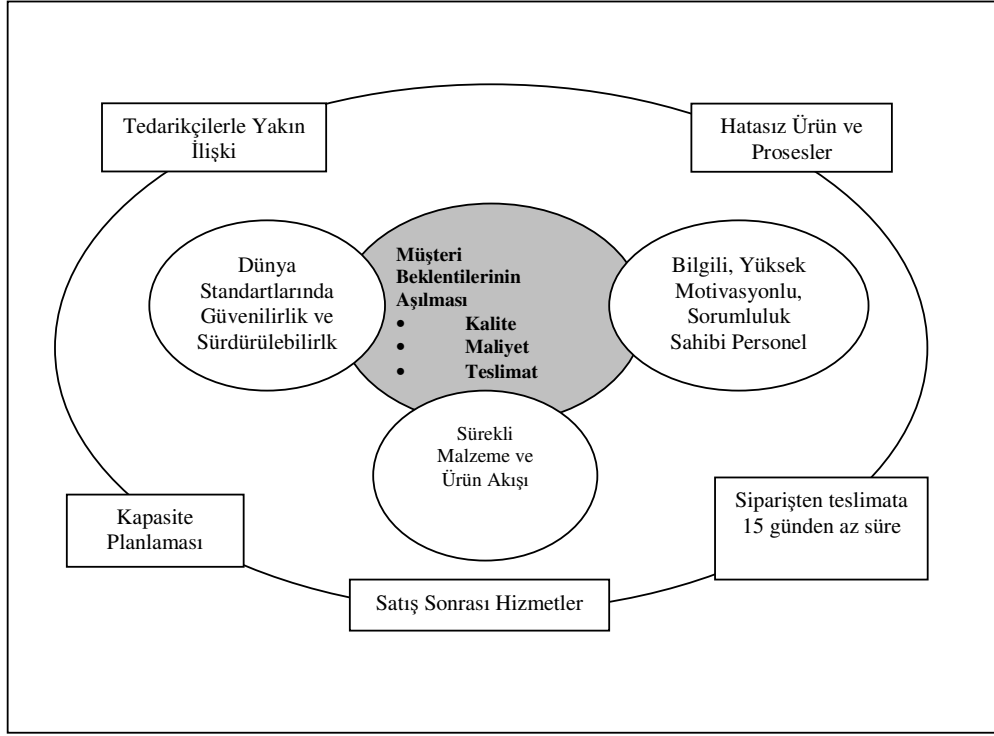 Tedarikçilerle Yakın
İlişki
Hatasız Ürün ve
Prosesler
Dünya
Standartlarında
Güvenilirlik ve
Sürdürülebilirlk
Müşteri
Beklentilerinin
Aşılması
• Kalite
• Maliyet
• Teslimat
Bilgili, Yüksek
Motivasyonlu,
Sorumluluk
Sahibi Personel
Sürekli
Malzeme ve
Ürün Akışı
Kapasite
Planlaması
Siparişten teslimata
15 günden az süre
Satış Sonrası Hizmetler